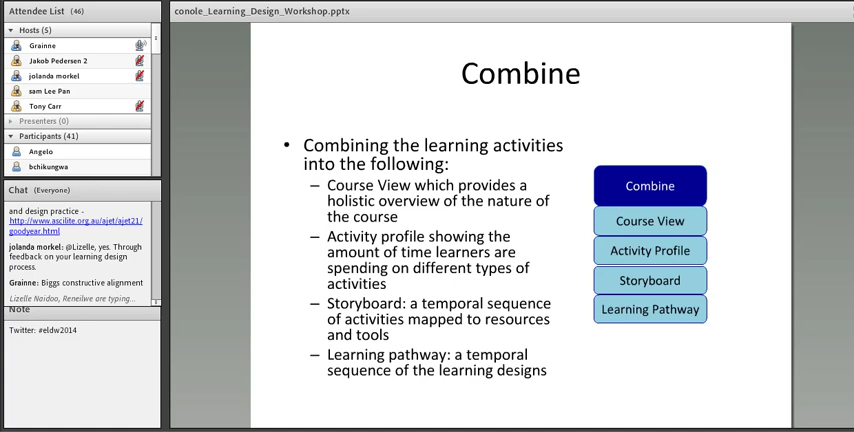 Attendee List (46)
Hosts (5)
Grainne
Jakob Pedersen 2
jolanda morkel
sam Lee Pan
Tony Carr
Presenters (0)
Participants (41)
Angelo
bchikungwa
Chat (Everyone)
and design practice -
http://www.ascilite.org.au/ajet/ajet21/
goodyear.html
jolanda morkel: @Lizelle, yes. Through
feedback on your learning design
process.
Grainne: Biggs constructive alignment
Lizelle Naidoo, Reneilwe are typing...
Note
Twitter: #eldw2014
conole_Learning_Design_Workshop.pptx
Combine
• Combining the learning activities
into the following:
– Course View which provides a
holistic overview of the nature of
the course
– Activity profile showing the
amount of time learners are
spending on different types of
activities
– Storyboard: a temporal sequence
of activities mapped to resources
and tools
– Learning pathway: a temporal
sequence of the learning designs
Combine
Course View
Activity Profile
Storyboard
Learning Pathway